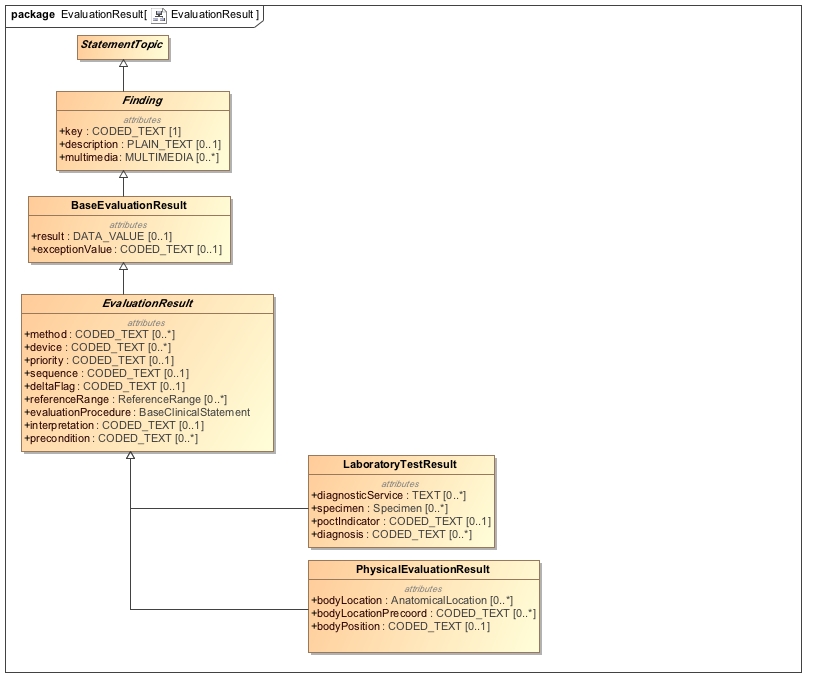 package EvaluationResult[ EvaluationResult ]
StatementTopic
Finding
attributes
+key : CODED_TEXT [1]
+description : PLAIN_TEXT [0..1]
+multimedia: MULTIMEDIA [0..*]
BaseEvaluationResult
attributes
+result : DATA_VALUE [0..1]
+exceptionValue : CODED_TEXT [0..1]
EvaluationResult
attributes
+method : CODED_TEXT [0..*]
+device : CODED_TEXT [0..*]
+priority : CODED_TEXT [0..1]
+sequence : CODED_TEXT [0..1]
+deltaFlag : CODED_TEXT [0..1]
+referenceRange : ReferenceRange [0..*]
+evaluationProcedure : BaseClinicalStatement
+interpretation : CODED_TEXT [0..1]
+precondition : CODED_TEXT [0..*]
LaboratoryTestResult
attributes
+diagnosticService : TEXT [0..*]
+specimen : Specimen [0..*]
+poctIndicator : CODED_TEXT [0..1]
+diagnosis : CODED_TEXT [0..*]
PhysicalEvaluationResult
attributes
+bodyLocation : AnatomicalLocation [0..*]
+bodyLocationPrecoord : CODED_TEXT [0..*]
+bodyPosition : CODED_TEXT [0..1]